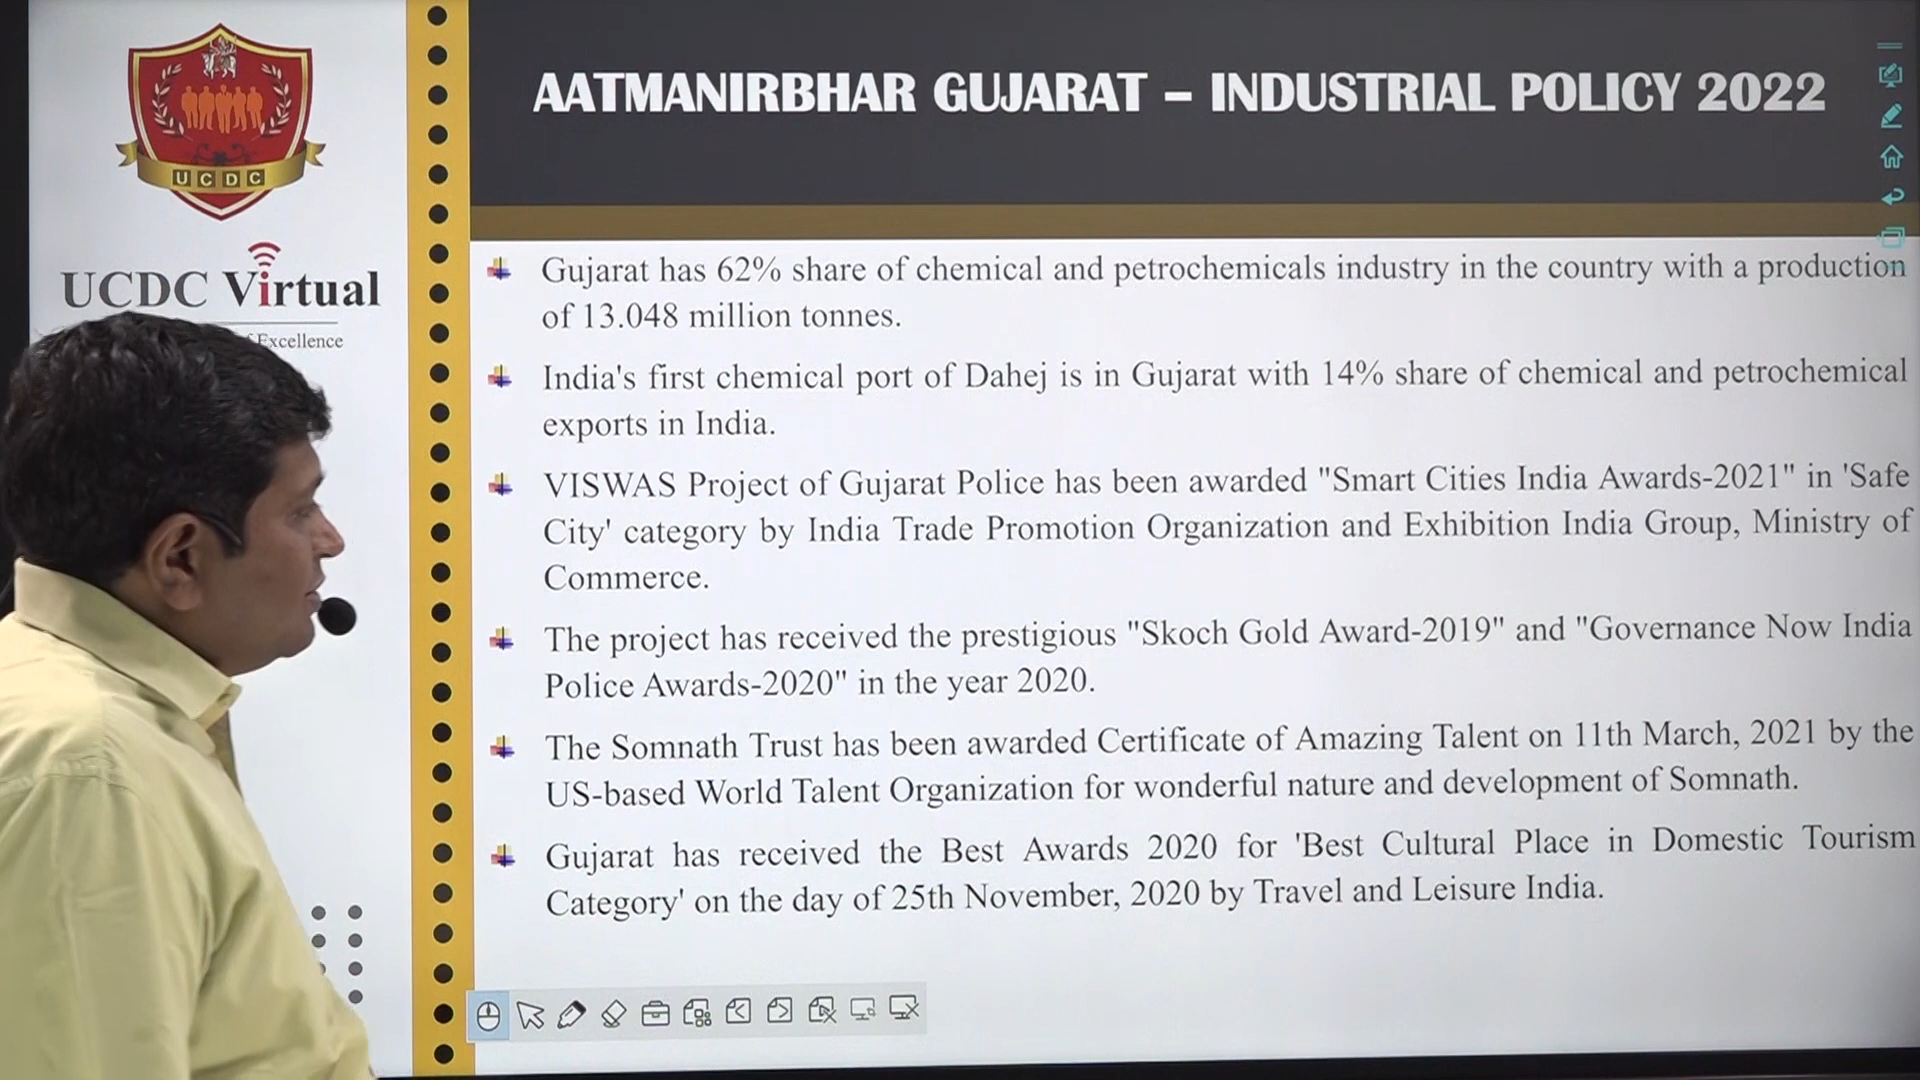 UCDC
UCDC Virtual
Excellence
AATMANIRBHAR GUJARAT – INDUSTRIAL POLICY 2022
Gujarat has 62% share of chemical and petrochemicals industry in the country with a production
of 13.048 million tonnes.
India's first chemical port of Dahej is in Gujarat with 14% share of chemical and petrochemical
exports in India.
VISWAS Project of Gujarat Police has been awarded "Smart Cities India Awards-2021" in 'Safe
City' category by India Trade Promotion Organization and Exhibition India Group, Ministry of
Commerce.
The project has received the prestigious "Skoch Gold Award-2019" and "Governance Now India
Police Awards-2020" in the year 2020.
The Somnath Trust has been awarded Certificate of Amazing Talent on 11th March, 2021 by the
US-based World Talent Organization for wonderful nature and development of Somnath.
Gujarat has received the Best Awards 2020 for 'Best Cultural Place in Domestic Tourism
Category' on the day of 25th November, 2020 by Travel and Leisure India.